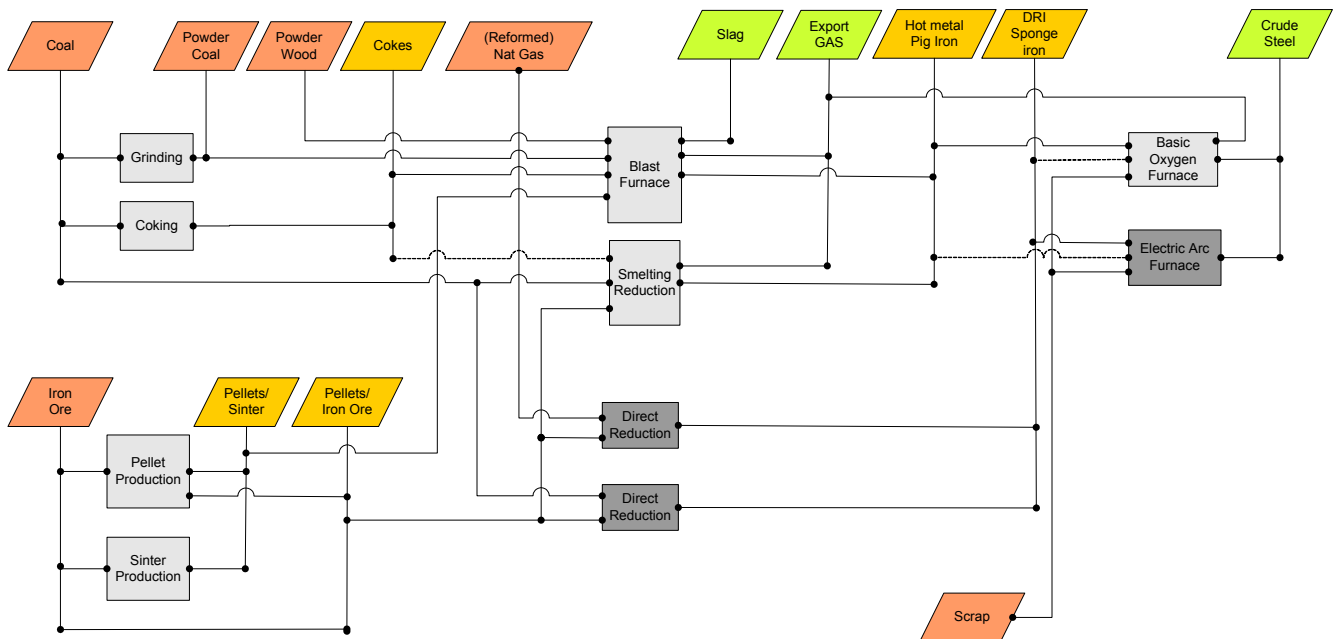 Coal
Powder
Coal
Powder
Wood
Cokes
(Reformed)
Nat Gas
Slag
Export
GAS
Hot metal
Pig Iron
DRI
Sponge
iron
Crude
Steel
Grinding
Coking
Blast
Furnace
Smelting
Reduction
Basic
Oxygen
Furnace
Electric Arc
Furnace
Iron
Ore
Pellets/
Sinter
Pellets/
Iron Ore
Pellet
Production
Sinter
Production
Direct
Reduction
Direct
Reduction
Scrap